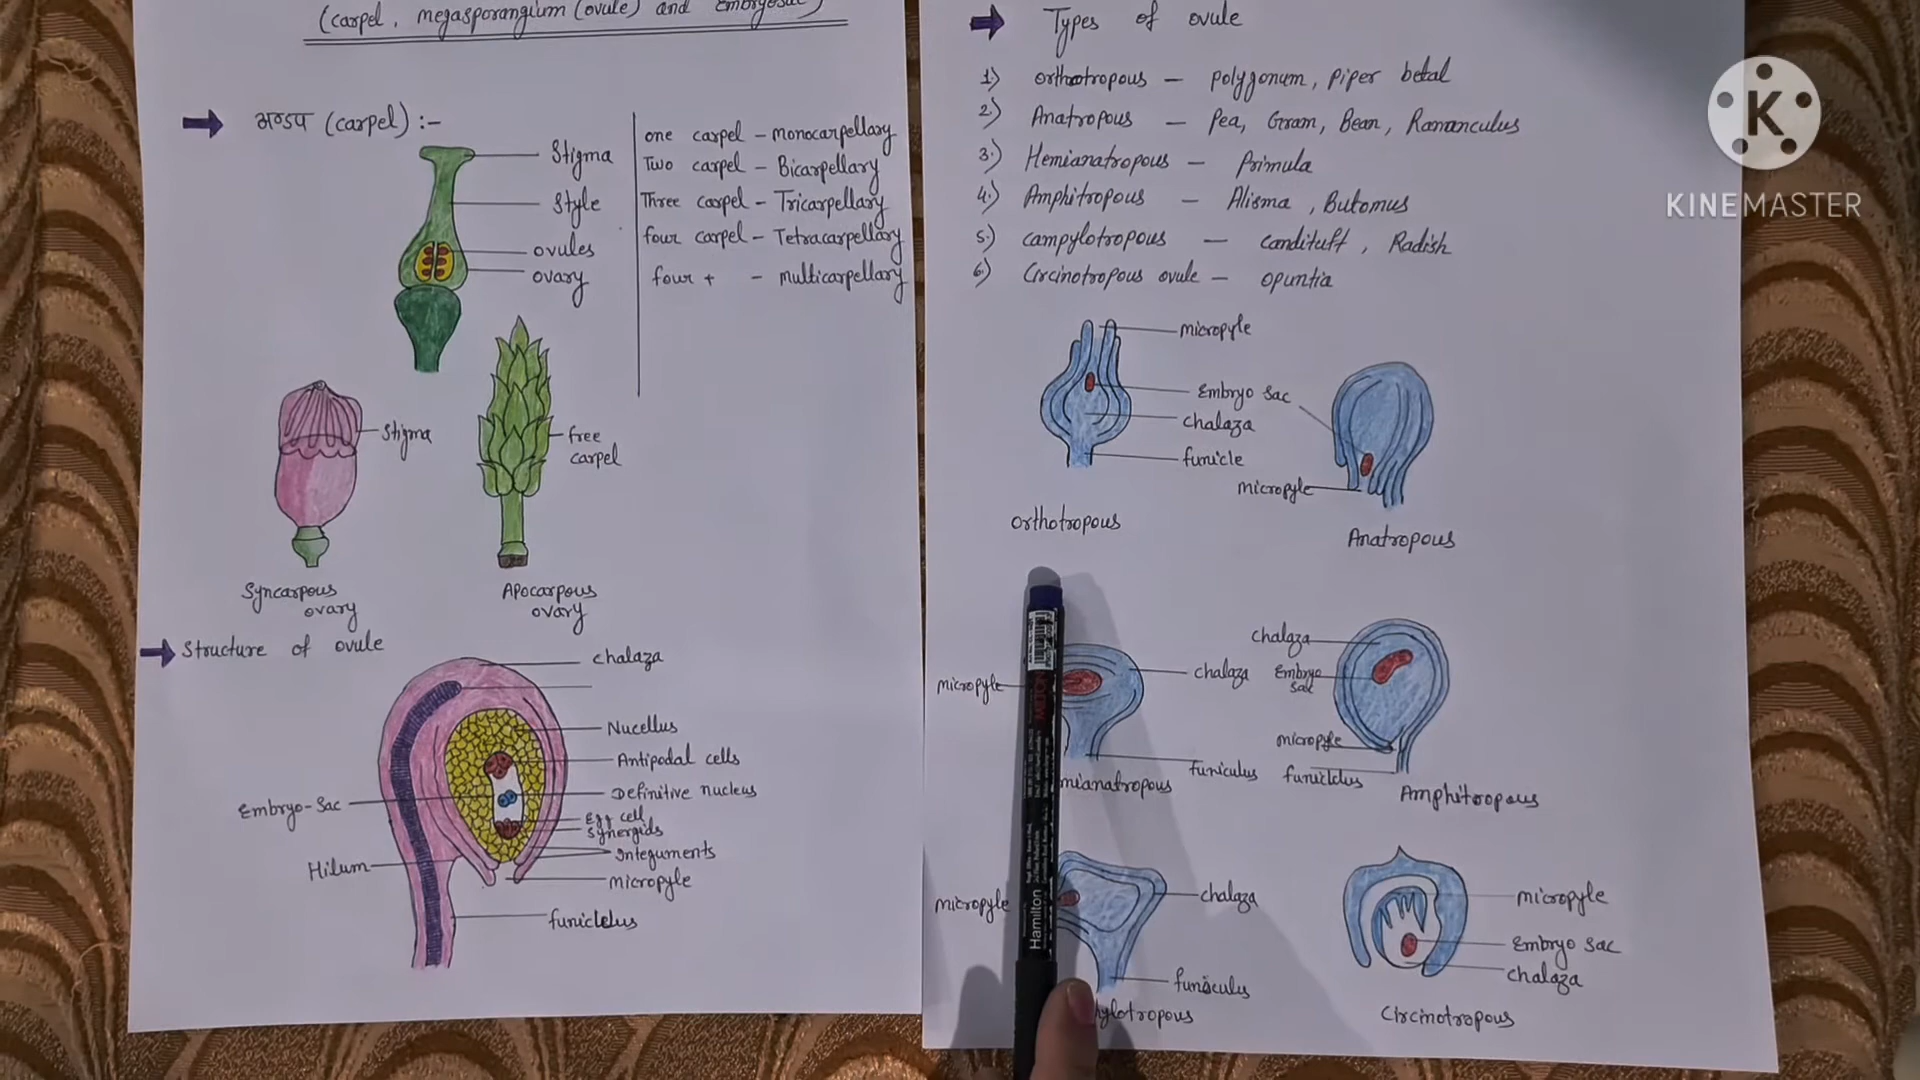 (carpel, megasporangium (ovule) and Embryosac)
अण्डप (carpel) :-
Stigma
Style
ovules
ovary
one carpel - monocarpellary
Two carpel - Bicarpellary
Three carpel - Tricarpellary
four carpel - Tetracarpellary
four + - multicarpellary
Stigma
free
carpel
Syncarpous
ovary
Apocarpous
ovary
Structure of ovule
chalaza
Nucellus
Antipodal cells
Definitive nucleus
Embryo-Sac
Egg cell
Synergids
Integuments
Hilum
micropyle
Types of ovule
1) orthotropous - polygonum, piper betal
2) Anatropous - Pea, Gram, Bean, Ranunculus
3.) Hemianatropous - Primula
4.) Amphitropous - Alisma, Butomus
5.) campylotropous - candituft, Radish
6) Circinotropous ovule - opuntia
micropyle
Embryo sac
chalaza
funicle
micropyle
orthotropous
Anatropous
micropyle
chalaza
funiculus
mianatropous
chalaza
Embryo
sac
micropyle
Amphitropous
micropyle
chalaza
funiculus
ylotropous
micropyle
Embryo sac
chalaza
Circinotropous
Hamilton
K
KINEMASTER